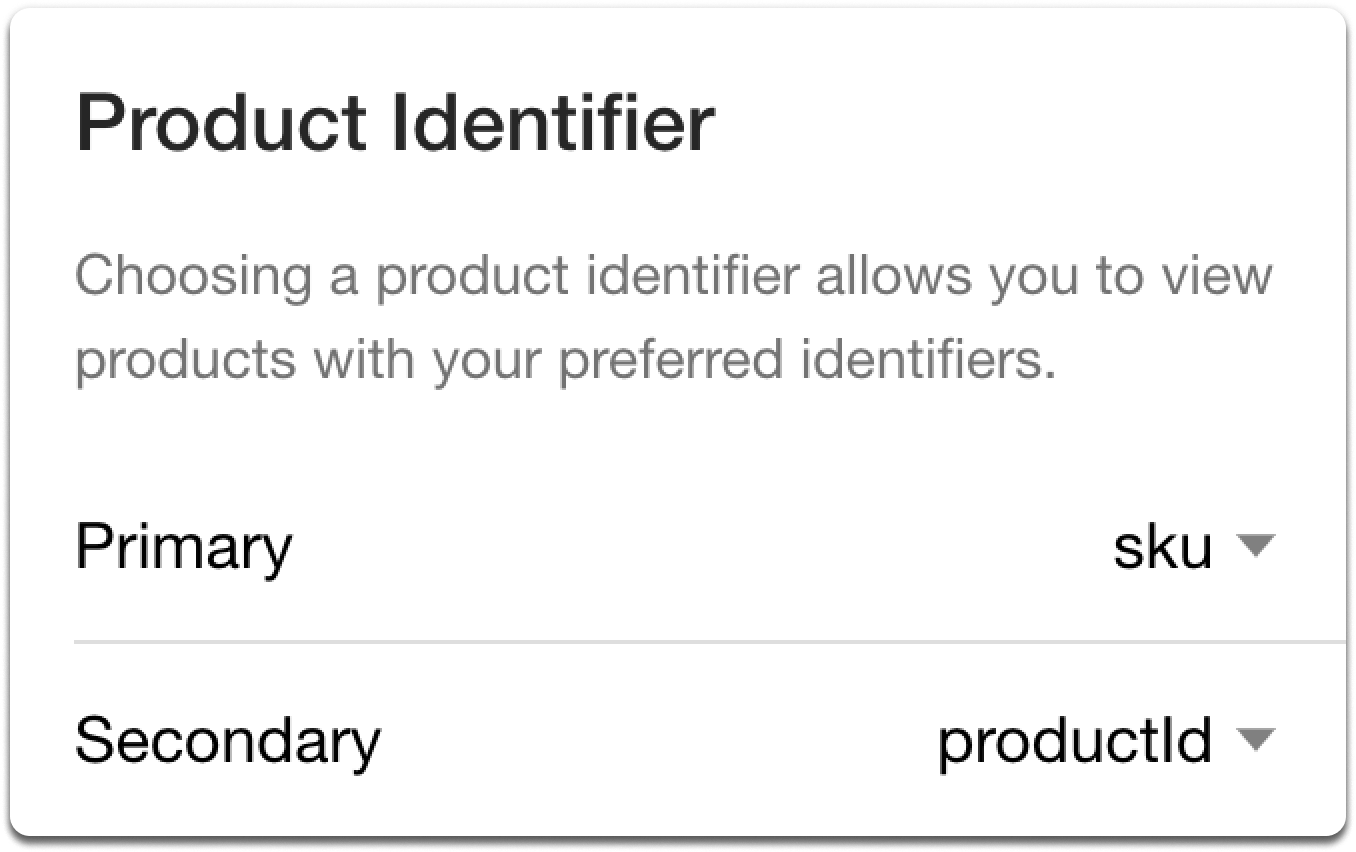 Product Identifier
Choosing a product identifier allows you to view
products with your preferred identifiers.
Primary
sku
Secondary
productId